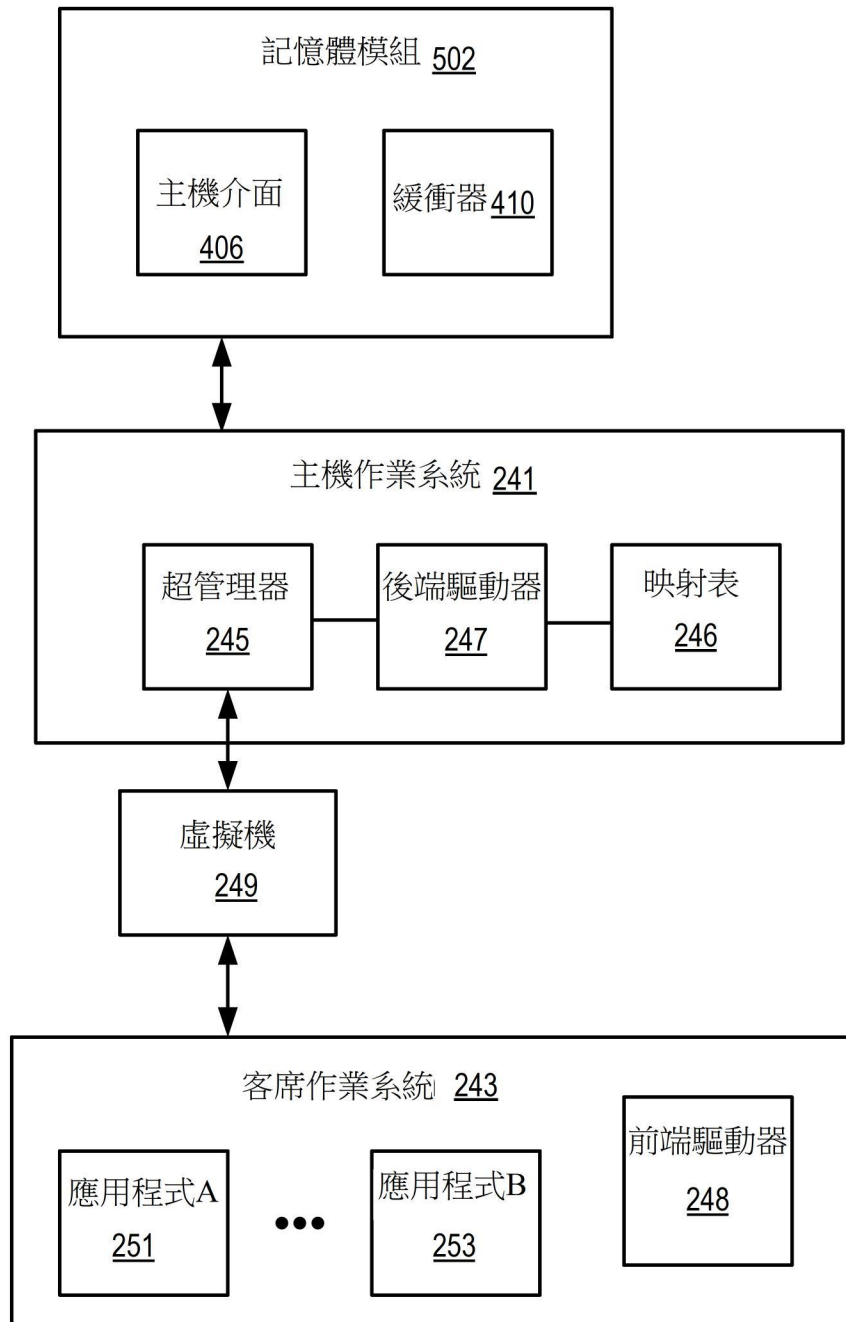 記憶體模組 502
主機介面
406
緩衝器410
主機作業系統 241
超管理器
245
後端驅動器
247
映射表
246
虛擬機
249
客席作業系統 243
應用程式A
251
應用程式B
253
前端驅動器
248